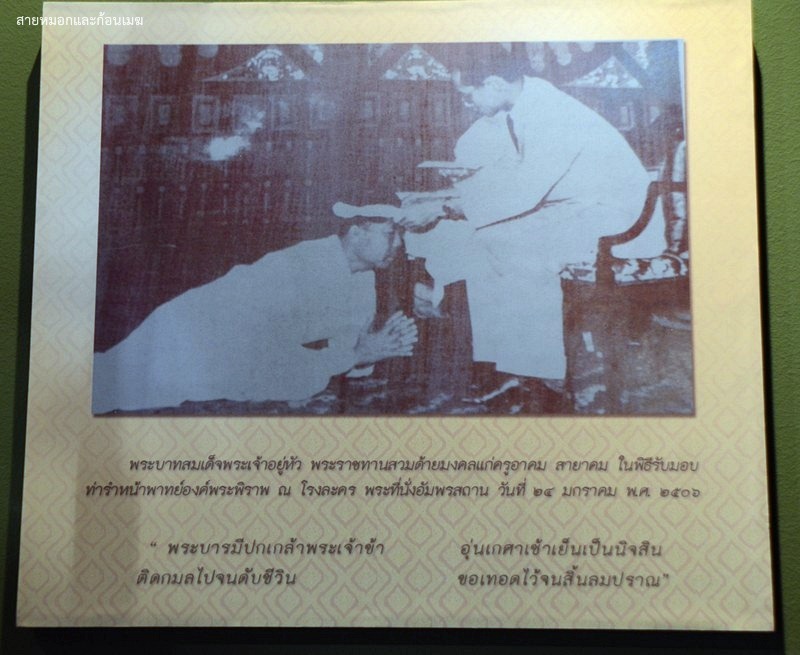 สายหมอกและก้อนเมฆ
พระบาทสมเด็จพระเจ้าอยู่หัว พระราชทานสวมด้ายมงคลแก่ครูอาคม สายาคม ในพิธีรับมอบ
ท่ารำหน้าพาทย์องค์พระพิราพ ณ โรงละคร พระที่นั่งอัมพรสถาน วันที่ ๒๔ มกราคม พ.ศ. ๒๕๐๖
“ พระบารมีปกเกล้าพระเจ้าข้า อุ่นเกศาเช้าเย็นเป็นนิจสิน
ติดกมลไปจนดับชีวิน ขอเทอดไว้จนสิ้นลมปราณ”